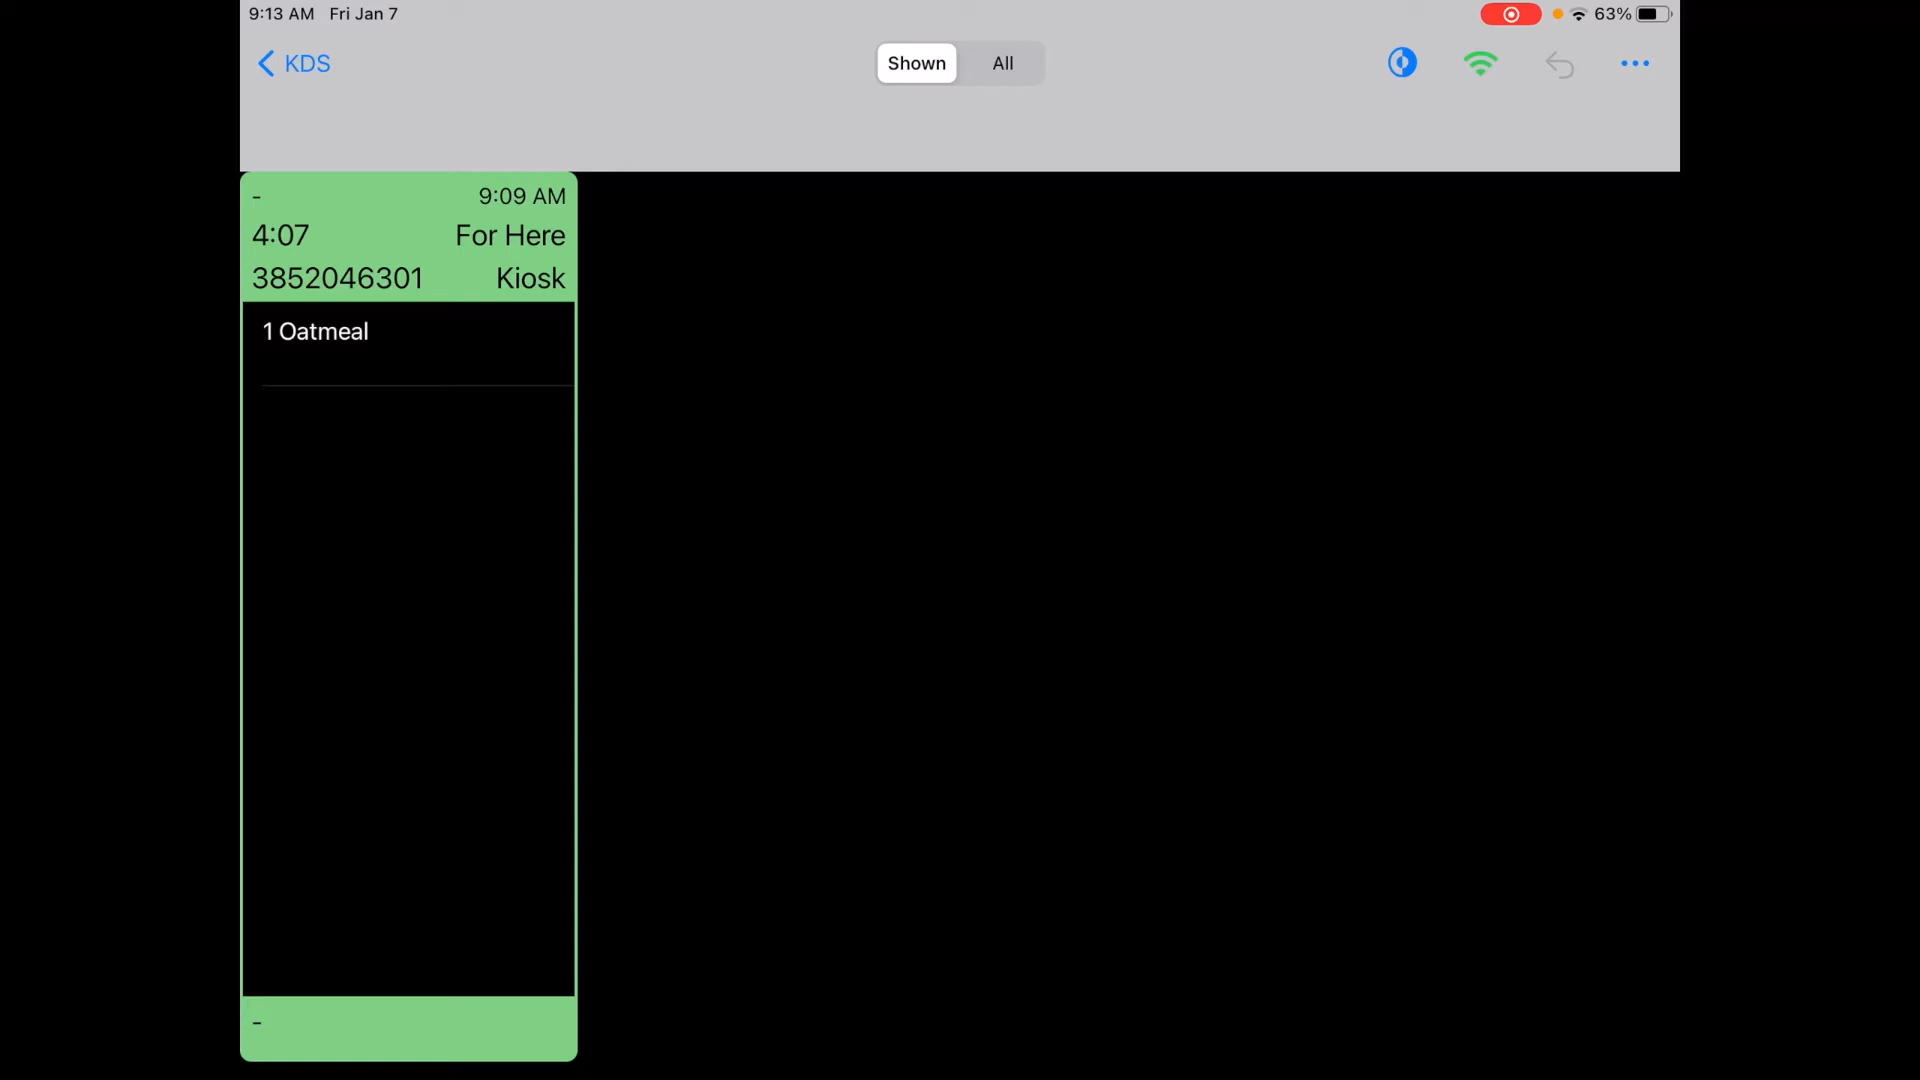 9:13 AM Fri Jan 7
63%
KDS
Shown All
- 9:09 AM
4:07 For Here
3852046301 Kiosk
1 Oatmeal
-